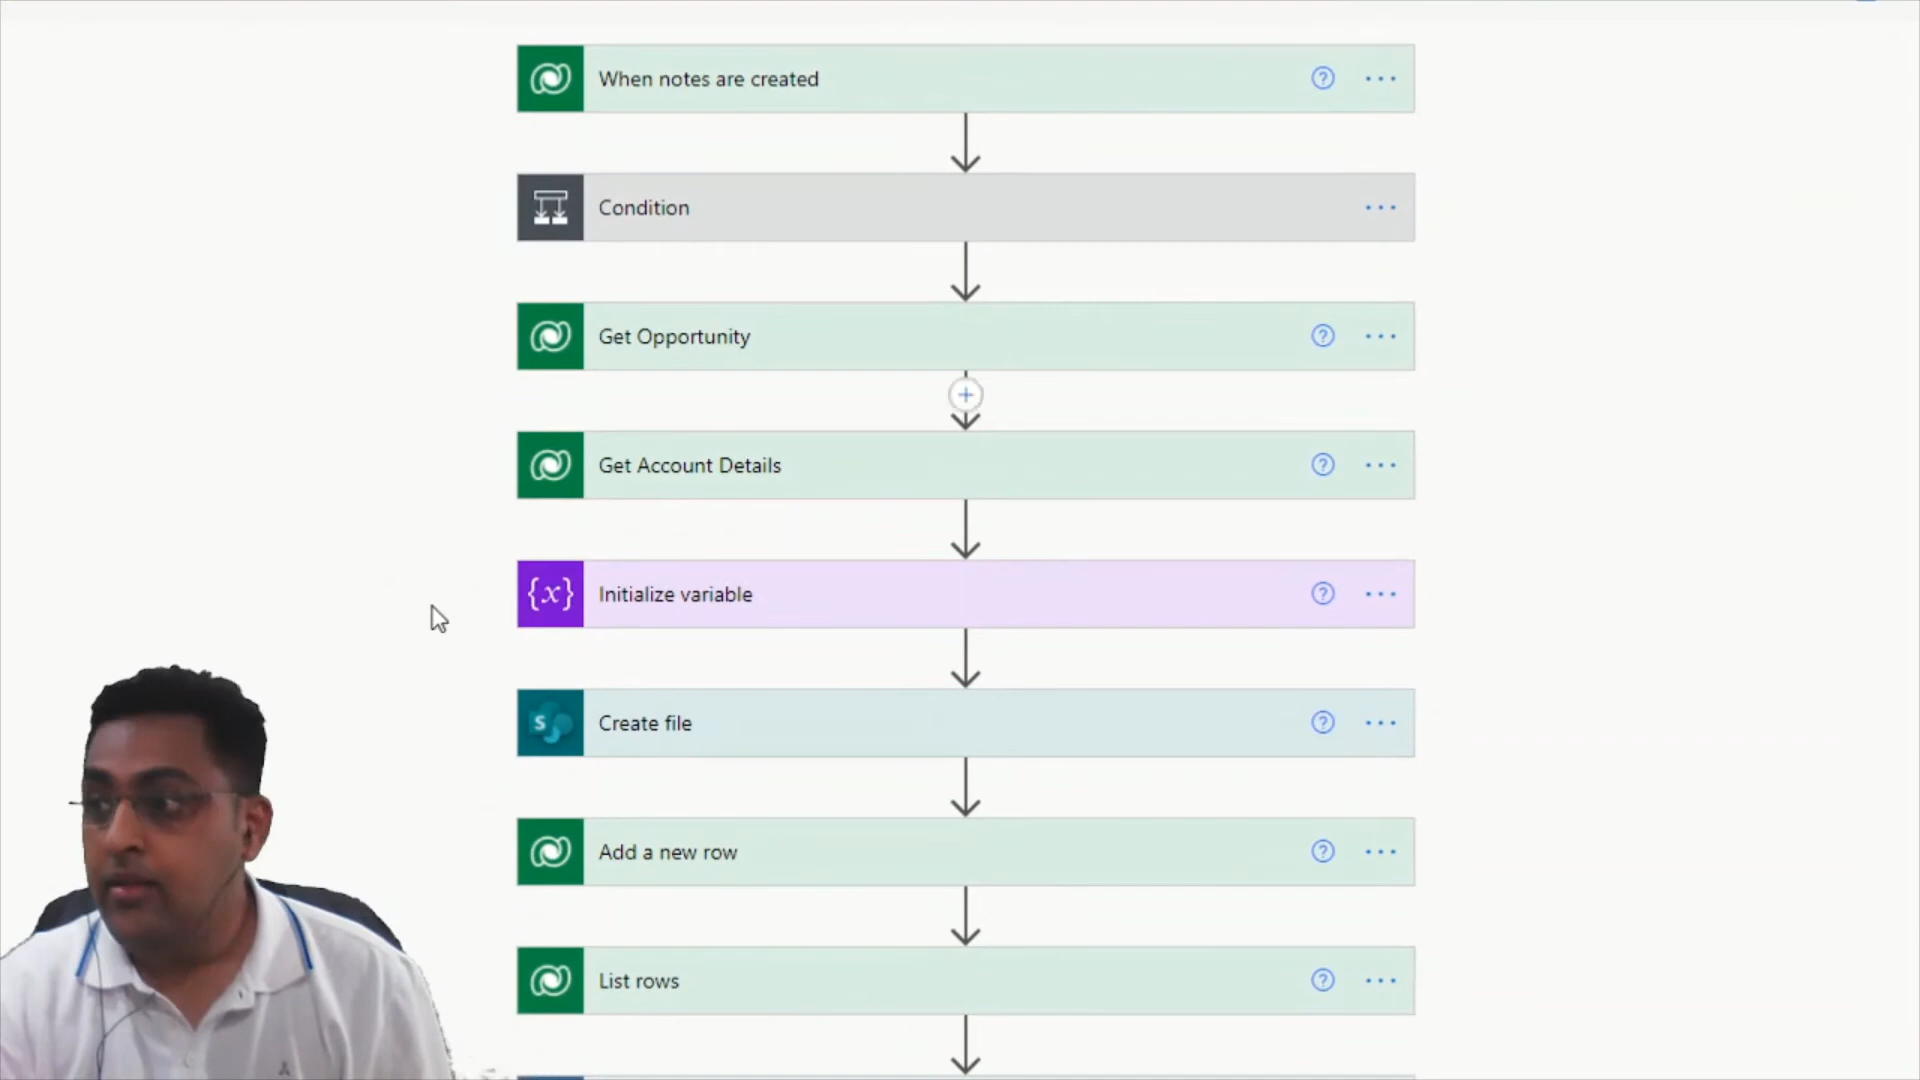 When notes are created
Condition
Get Opportunity
Get Account Details
{x} Initialize variable
S Create file
Add a new row
List rows